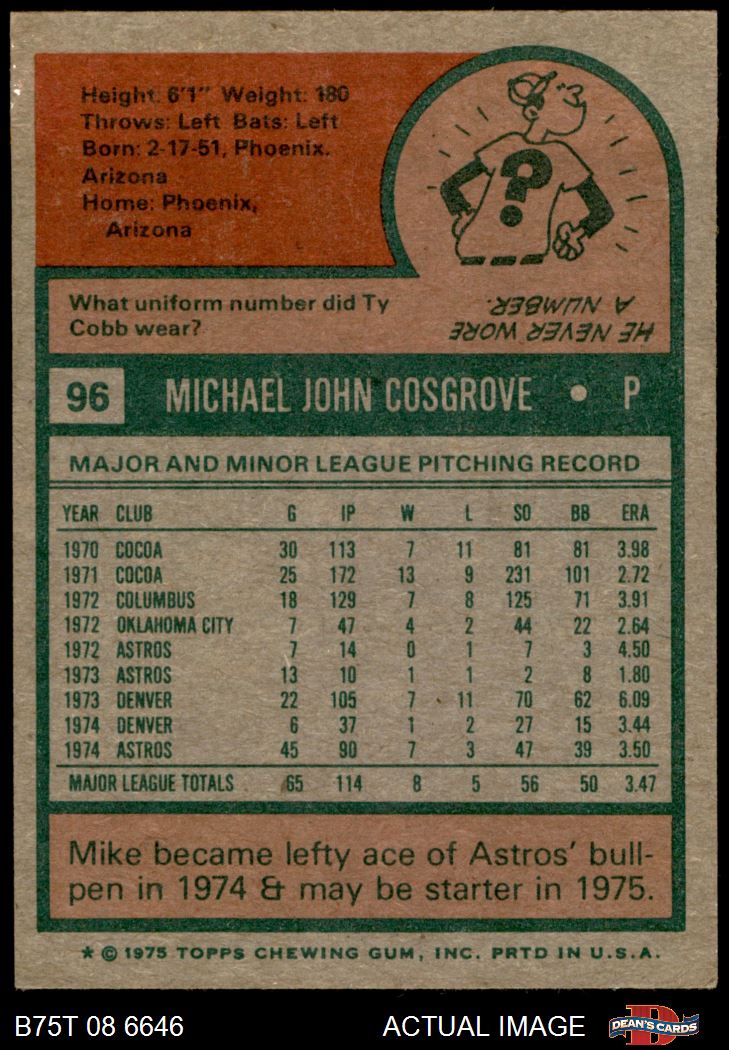 Height: 6'1" Weight: 180
Throws: Left Bats: Left
Born: 2-17-51, Phoenix.
Arizona
Home: Phoenix,
Arizona
?
What uniform number did Ty
Cobb wear?
HE NEVER WORE
A NUMBER.
96 MICHAEL JOHN COSGROVE • P
MAJOR AND MINOR LEAGUE PITCHING RECORD
YEAR CLUB G IP W L SO BB ERA
1970 COCOA 30 113 7 11 81 81 3.98
1971 COCOA 25 172 13 9 231 101 2.72
1972 COLUMBUS 18 129 7 8 125 71 3.91
1972 OKLAHOMA CITY 7 47 4 2 44 22 2.64
1972 ASTROS 7 14 0 1 7 3 4.50
1973 ASTROS 13 10 1 1 2 8 1.80
1973 DENVER 22 105 7 11 70 62 6.09
1974 DENVER 6 37 1 2 27 15 3.44
1974 ASTROS 45 90 7 3 47 39 3.50
MAJOR LEAGUE TOTALS 65 114 8 5 56 50 3.47
Mike became lefty ace of Astros' bull-
pen in 1974 & may be starter in 1975.
* © 1975 TOPPS CHEWING GUM, INC. PRTD IN U.S.A.
B75T 08 6646 ACTUAL IMAGE D DEAN'S CARDS